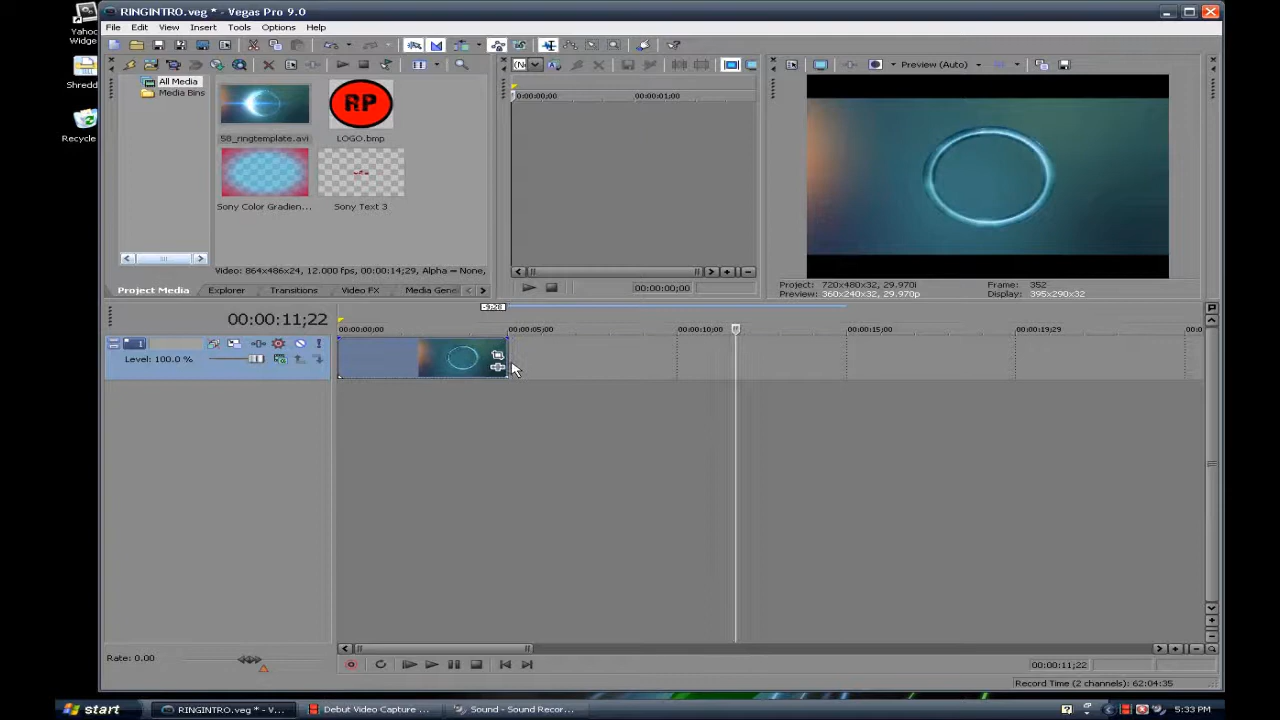 Yahoo
Widge
Shredd
Recycle
RINGINTRO.veg * - Vegas Pro 9.0
File Edit View Insert Tools Options Help
All Media
Media Bins
58_ringtemplate.avi
RP
LOGO.bmp
Sony Color Gradien...
Sony Text 3
Video: 864x486x24, 12.000 fps, 00:00:14;29, Alpha = None,
Project Media Explorer Transitions Video FX Media Gene
(N
00:00:00;00 00:00:01;00
00:00:00;00
Preview (Auto)
Project: 720x480x32, 29.970i
Preview: 360x240x32, 29.970p
Frame: 352
Display: 395x290x32
00:00:11;22
00:00:00;00 00:00:05;00 00:00:10;00 00:00:15;00 00:00:19;29 00:0
1
Level: 100.0 %
Rate: 0.00
00:00:11;22
Record Time (2 channels): 62:04:35
start
RINGINTRO.veg * - V...
Debut Video Capture ...
Sound - Sound Recor...
5:33 PM